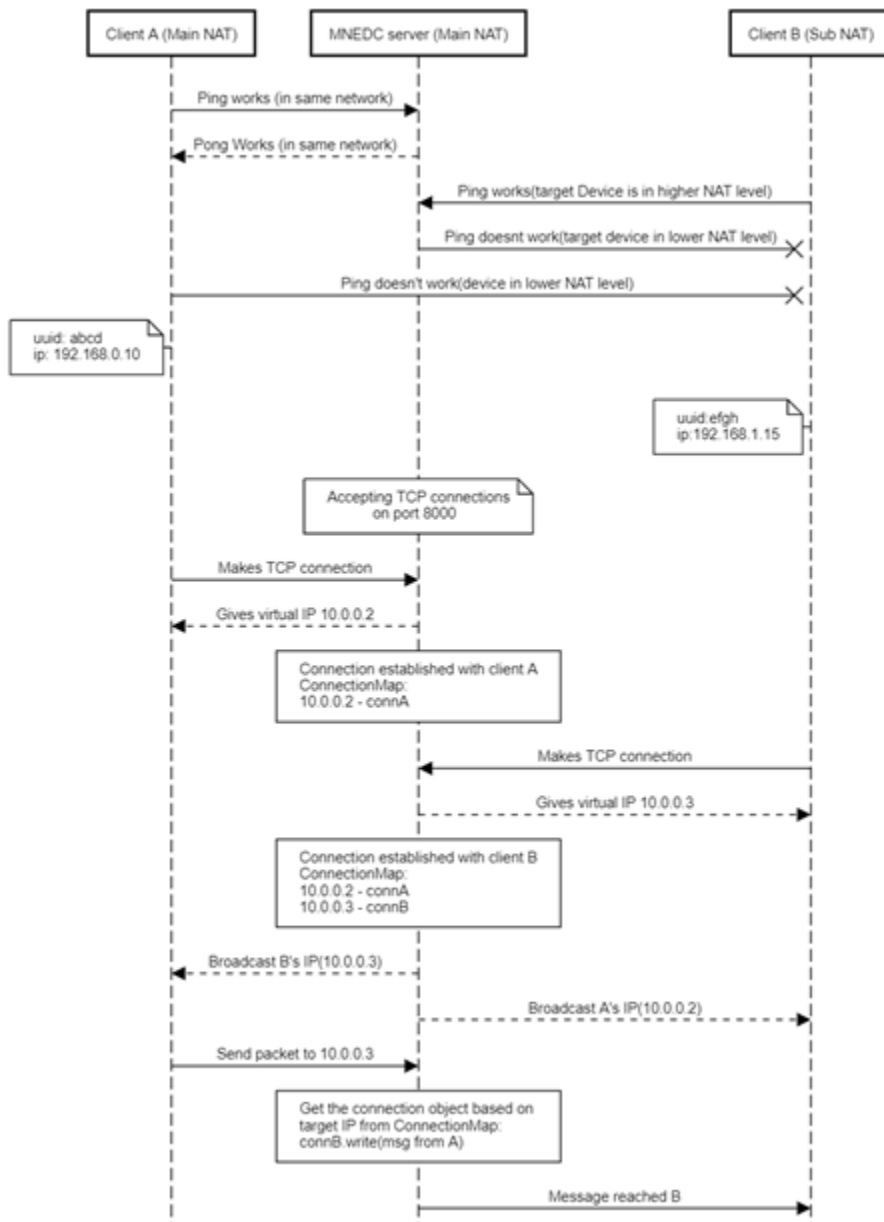 Client A (Main NAT)
MNEDC server (Main NAT)
Client B (Sub NAT)
Ping works (in same network)
Pong Works (in same network)
Ping works(target Device is in higher NAT level)
Ping doesnt work(target device in lower NAT level)
Ping doesn't work(device in lower NAT level)
uuid: abcd
ip: 192.168.0.10
uuid:efgh
ip:192.168.1.15
Accepting TCP connections
on port 8000
Makes TCP connection
Gives virtual IP 10.0.0.2
Connection established with client A
ConnectionMap:
10.0.0.2 - connA
Makes TCP connection
Gives virtual IP 10.0.0.3
Connection established with client B
ConnectionMap:
10.0.0.2 - connA
10.0.0.3 - connB
Broadcast B's IP(10.0.0.3)
Broadcast A's IP(10.0.0.2)
Send packet to 10.0.0.3
Get the connection object based on
target IP from ConnectionMap:
connB.write(msg from A)
Message reached B